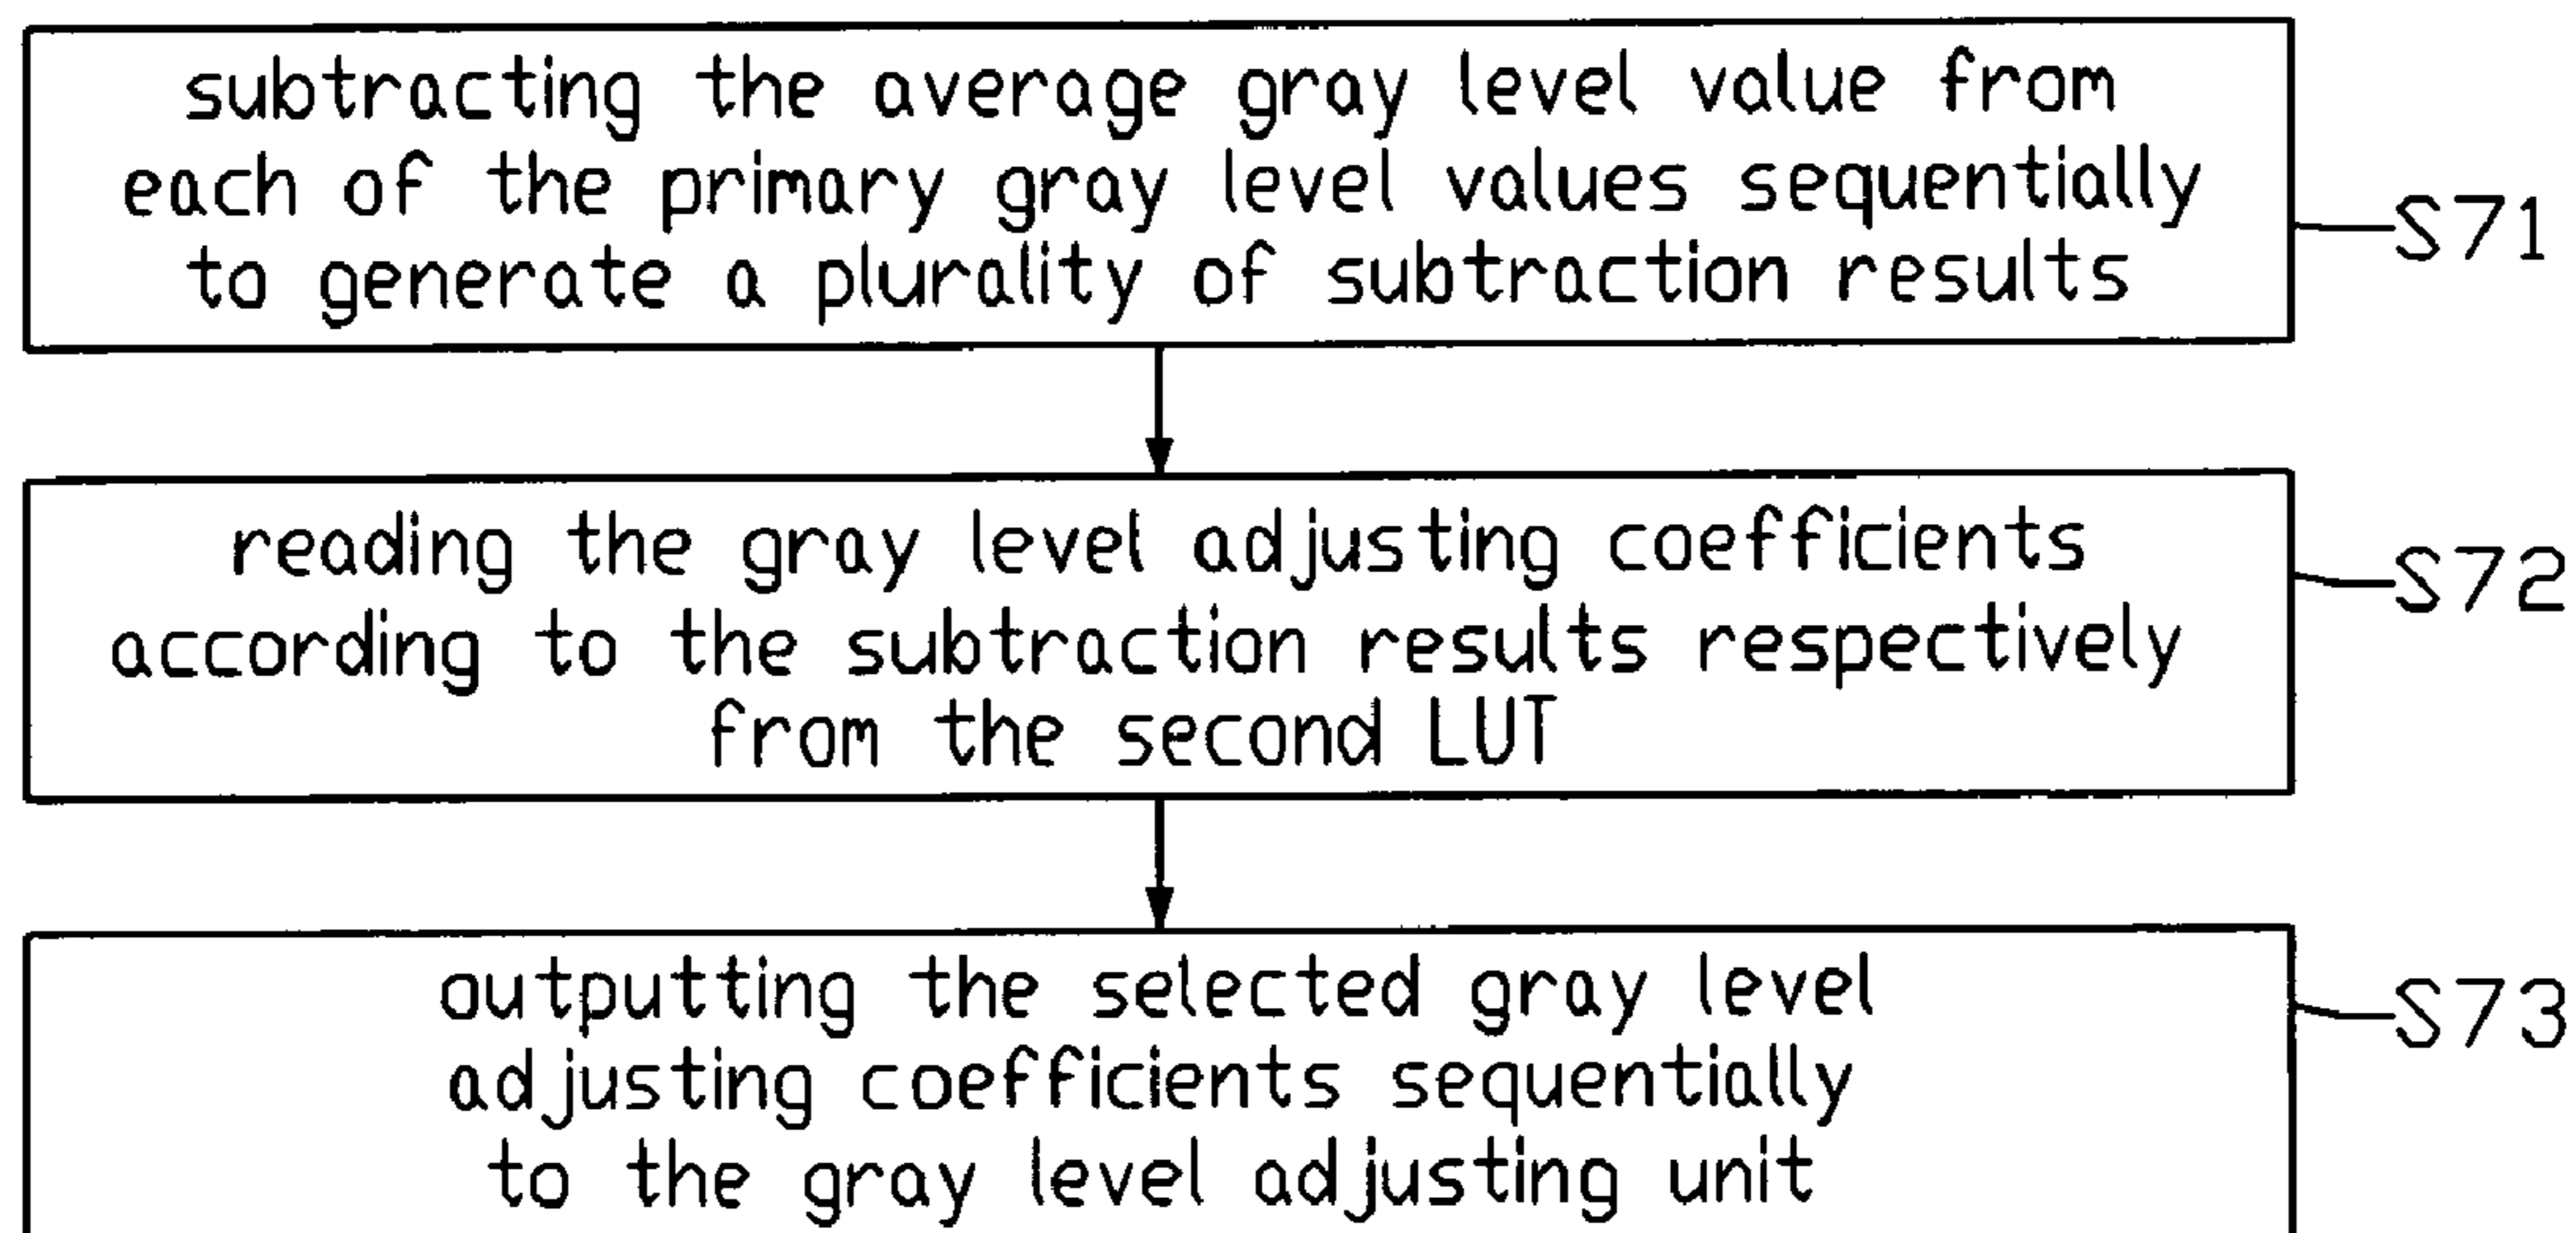 subtracting the average gray level value from
each of the primary gray level values sequentially
to generate a plurality of subtraction results
S71
reading the gray level adjusting coefficients
according to the subtraction results respectively
from the second LUT
S72
outputting the selected gray level
adjusting coefficients sequentially
to the gray level adjusting unit
S73